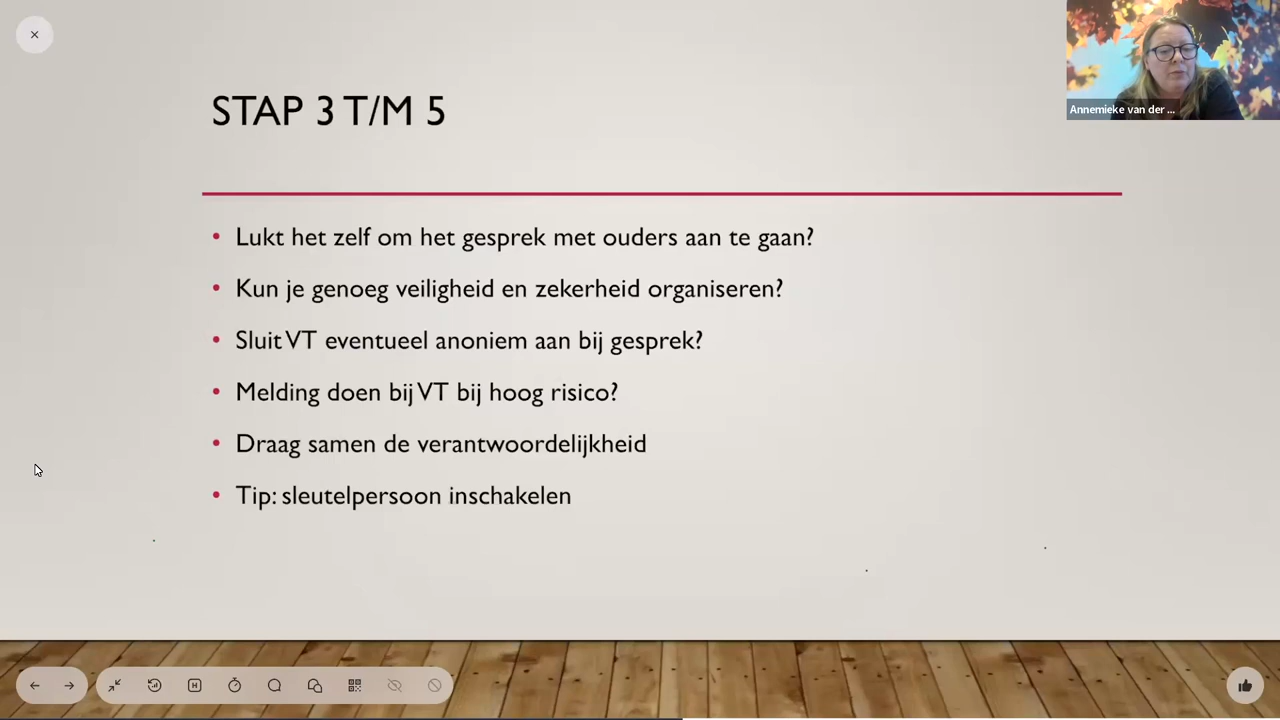 STAP 3 T/M 5
Annemieke van der ...
Lukt het zelf om het gesprek met ouders aan te gaan?
Kun je genoeg veiligheid en zekerheid organiseren?
Sluit VT eventueel anoniem aan bij gesprek?
Melding doen bij VT bij hoog risico?
Draag samen de verantwoordelijkheid
Tip: sleutelpersoon inschakelen